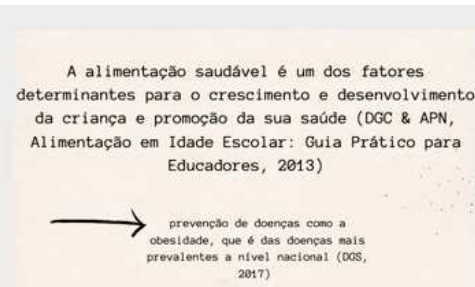 A alimentação saudável é um dos fatores
determinantes para o crescimento e desenvolvimento
da criança e promoção da sua saúde (DGC & APN,
Alimentação em Idade Escolar: Guia Prático para
Educadores, 2013)
prevenção de doenças como a
obesidade, que é das doenças mais
prevalentes a nível nacional (DGS,
2017)